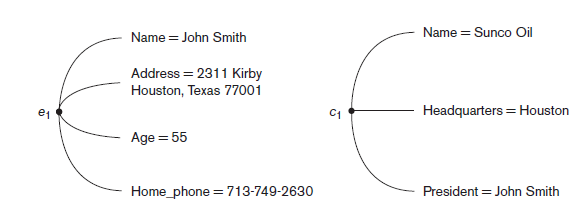 Name = John Smith
Address = 2311 Kirby
Houston, Texas 77001
e1
Age = 55
Home_phone = 713-749-2630
Name = Sunco Oil
c1
Headquarters = Houston
President = John Smith